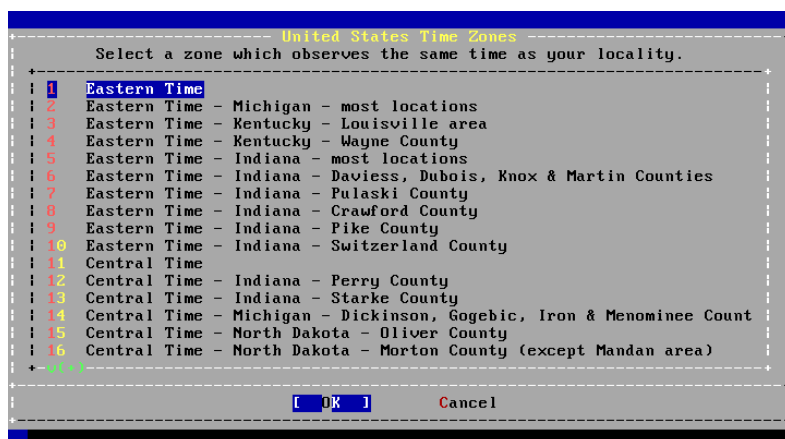 United States Time Zones
Select a zone which observes the same time as your locality.
1 Eastern Time
2 Eastern Time - Michigan - most locations
3 Eastern Time - Kentucky - Louisville area
4 Eastern Time - Kentucky - Wayne County
5 Eastern Time - Indiana - most locations
6 Eastern Time - Indiana - Daviess, Dubois, Knox & Martin Counties
7 Eastern Time - Indiana - Pulaski County
8 Eastern Time - Indiana - Crawford County
9 Eastern Time - Indiana - Pike County
10 Eastern Time - Indiana - Switzerland County
11 Central Time
12 Central Time - Indiana - Perry County
13 Central Time - Indiana - Starke County
14 Central Time - Michigan - Dickinson, Gogebic, Iron & Menominee Count
15 Central Time - North Dakota - Oliver County
16 Central Time - North Dakota - Morton County (except Mandan area)
v(+)
[ OK ] Cancel